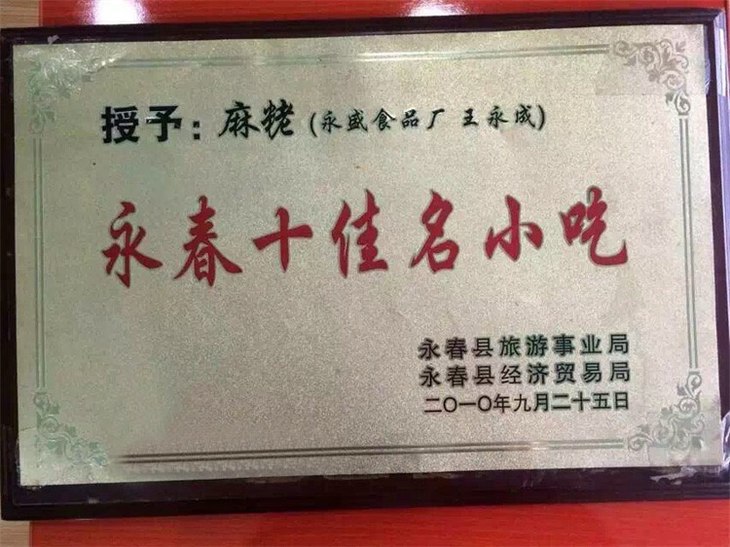 授予：麻粩（永盛食品厂 王永成）
永春十佳名小吃
永春县旅游事业局
永春县经济贸易局
二〇一〇年九月二十五日